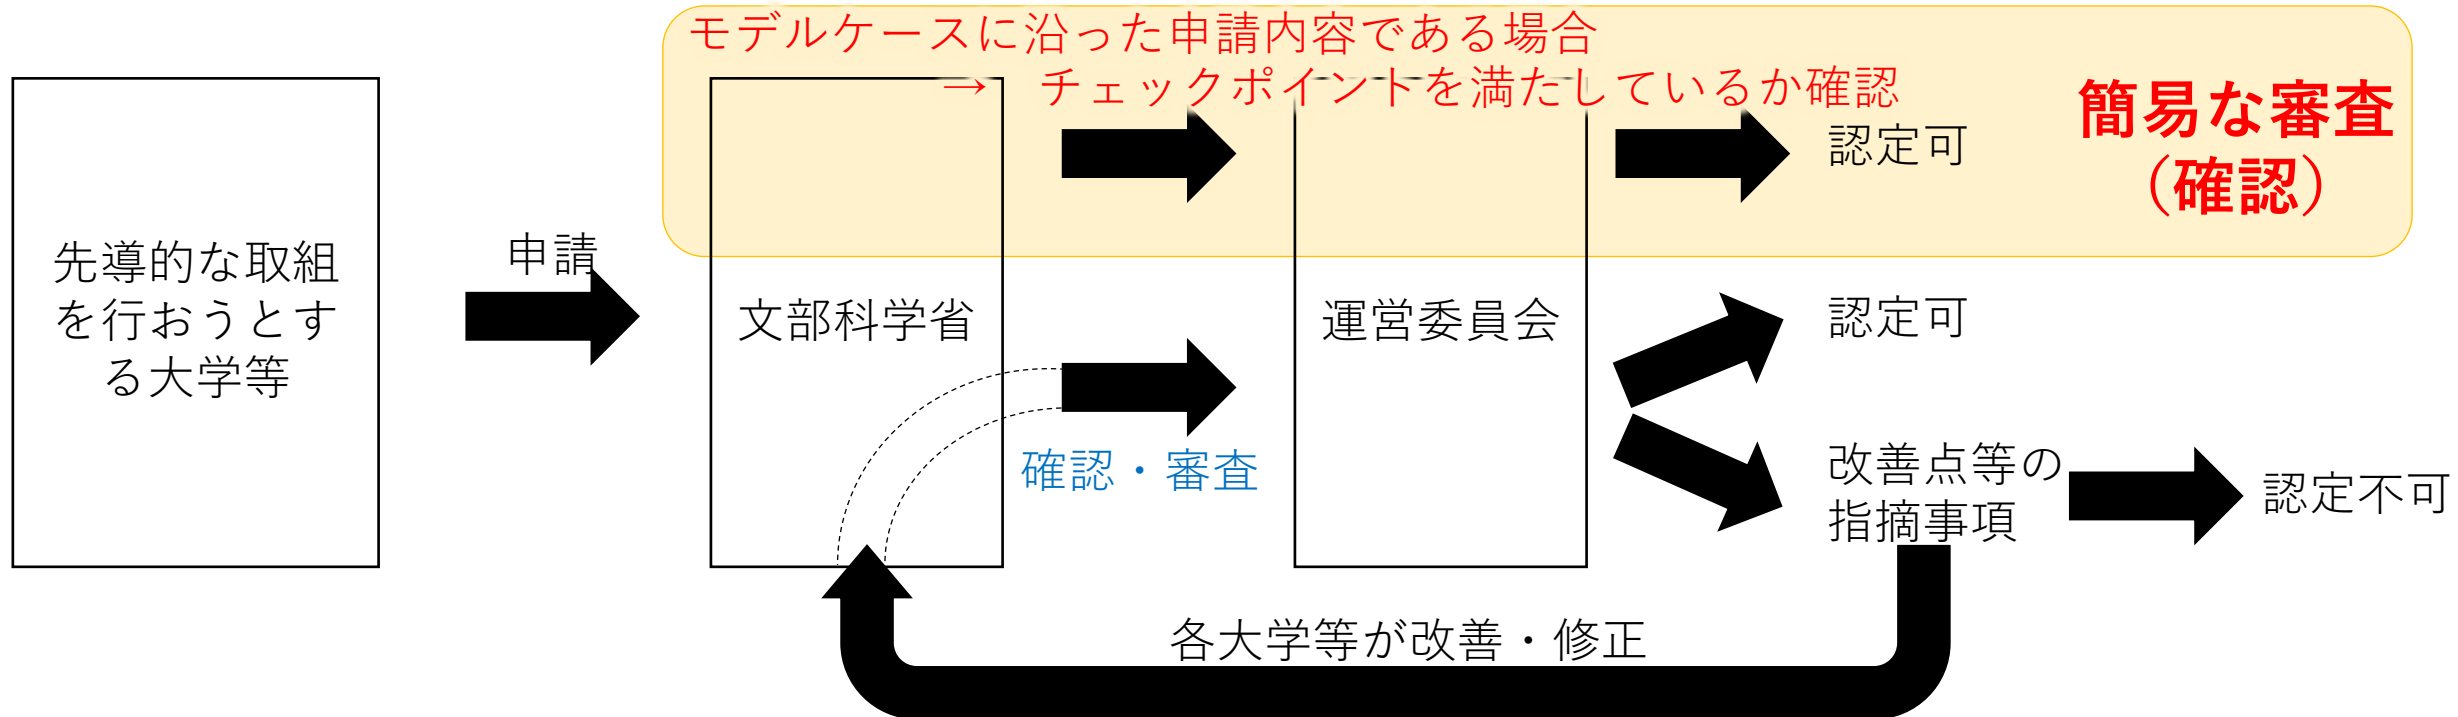 モデルケースに沿った申請内容である場合
→　チェックポイントを満たしているか確認
簡易な審査
（確認）
認定可
先導的な取組
を行おうとす
る大学等
申請
文部科学省
運営委員会
認定可
確認・審査
改善点等の
指摘事項
認定不可
各大学等が改善・修正